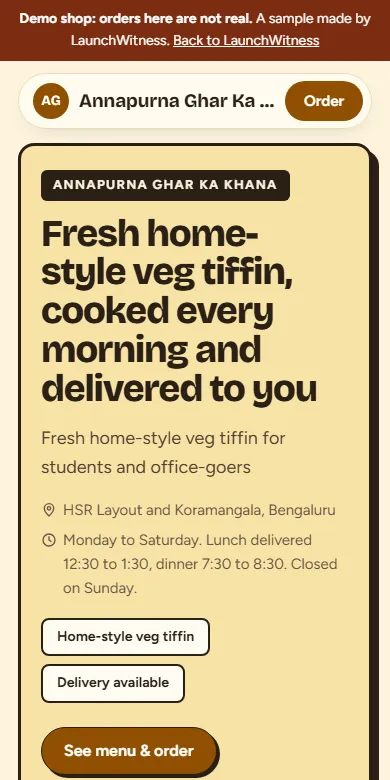 Demo shop: orders here are not real. A sample made by
LaunchWitness. Back to LaunchWitness
AG
Annapurna Ghar Ka ...
Order
ANNAPURNA GHAR KA KHANA
Fresh home-
style veg tiffin,
cooked every
morning and
delivered to you
Fresh home-style veg tiffin for
students and office-goers
HSR Layout and Koramangala, Bengaluru
Monday to Saturday. Lunch delivered
12:30 to 1:30, dinner 7:30 to 8:30. Closed
on Sunday.
Home-style veg tiffin
Delivery available
See menu & order